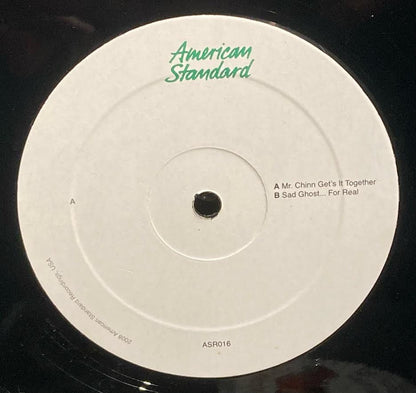 American
Standard
A Mr. Chinn Get's It Together
B Sad Ghost... For Real
A
2008 American Standard Recordings, USA
ASR016